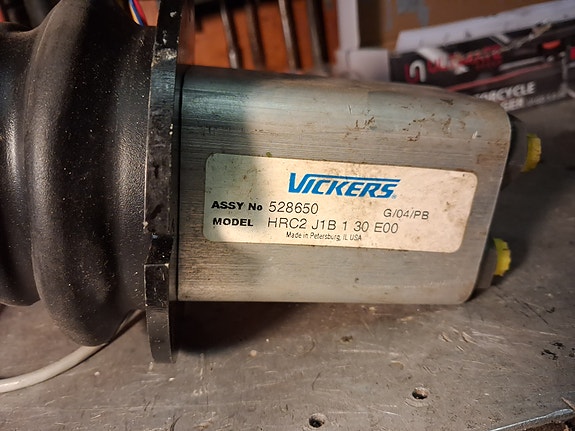 VICKERS®
ASSY No 528650 G/04/PB
MODEL HRC2 J1B 1 30 E00
Made in Petersburg, IL USA